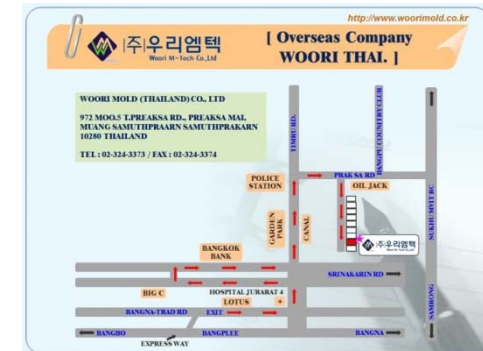 http://www.woorimold.co.kr
(주)우리엠텍
Woori M-Tech Co.,Ltd
[ Overseas Company
WOORI THAI. ]
WOORI MOLD (THAILAND) CO., LTD
972 MOO.5 T.PREAKSA RD., PREAKSA MAI,
MUANG SAMUTHPRAARN SAMUTHPRAKARN
10280 THAILAND
TEL : 02-324-3373 / FAX : 02-324-3374
TIMRU RD.
BANGPU COUNTRY CLUB
POLICE
STATION
PRAK SA RD
OIL JACK
GARDEN
PARK
CANAL
SUKHUMVIT RC
(주)우리엠텍
BANGKOK
BANK
SRINAKARIN RD
BIG C
HOSPITAL JURARAT 4
LOTUS
+
SAMRONG
BANGNA-TRAD RD
EXIT
BANGBO
BANGPLEE
BANGNA
EXPRESS WAY